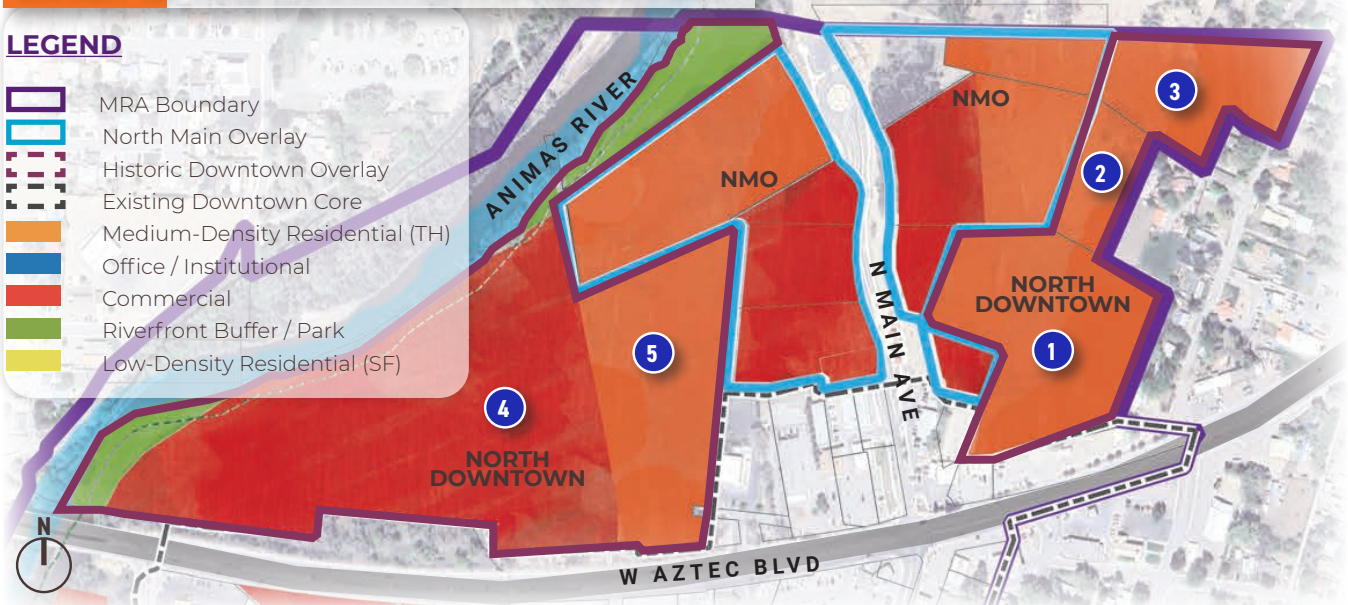 LEGEND
MRA Boundary
North Main Overlay
Historic Downtown Overlay
Existing Downtown Core
Medium-Density Residential (TH)
Office / Institutional
Commercial
Riverfront Buffer / Park
Low-Density Residential (SF)
ANIMAS RIVER
NMO
NMO
3
2
NORTH
DOWNTOWN
1
N MAIN AVE
5
4
NORTH
DOWNTOWN
W AZTEC BLVD
N